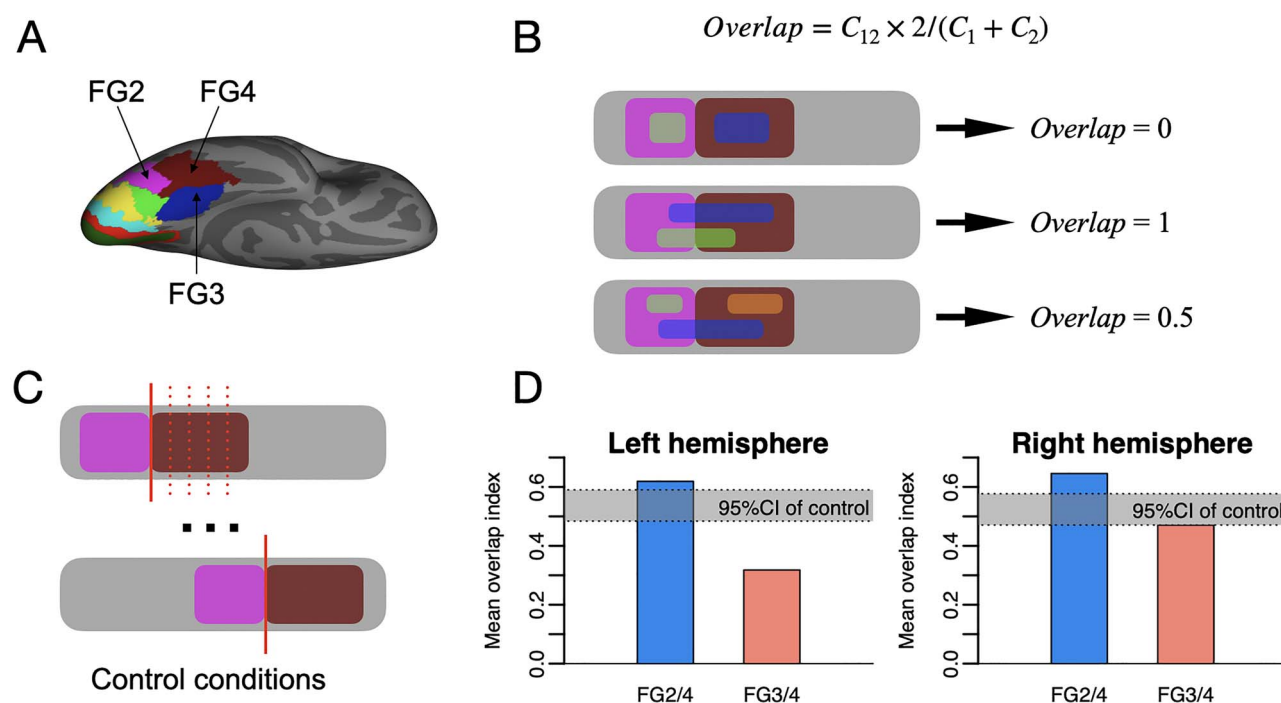 A
FG2
FG4
FG3
B
Overlap = C₁₂ × 2/(C₁ + C₂)
Overlap = 0
Overlap = 1
Overlap = 0.5
C
Control conditions
D
Left hemisphere
Mean overlap index
0.0
0.2
0.4
0.6
95%CI of control
FG2/4
FG3/4
Right hemisphere
Mean overlap index
0.0
0.2
0.4
0.6
95%CI of control
FG2/4
FG3/4